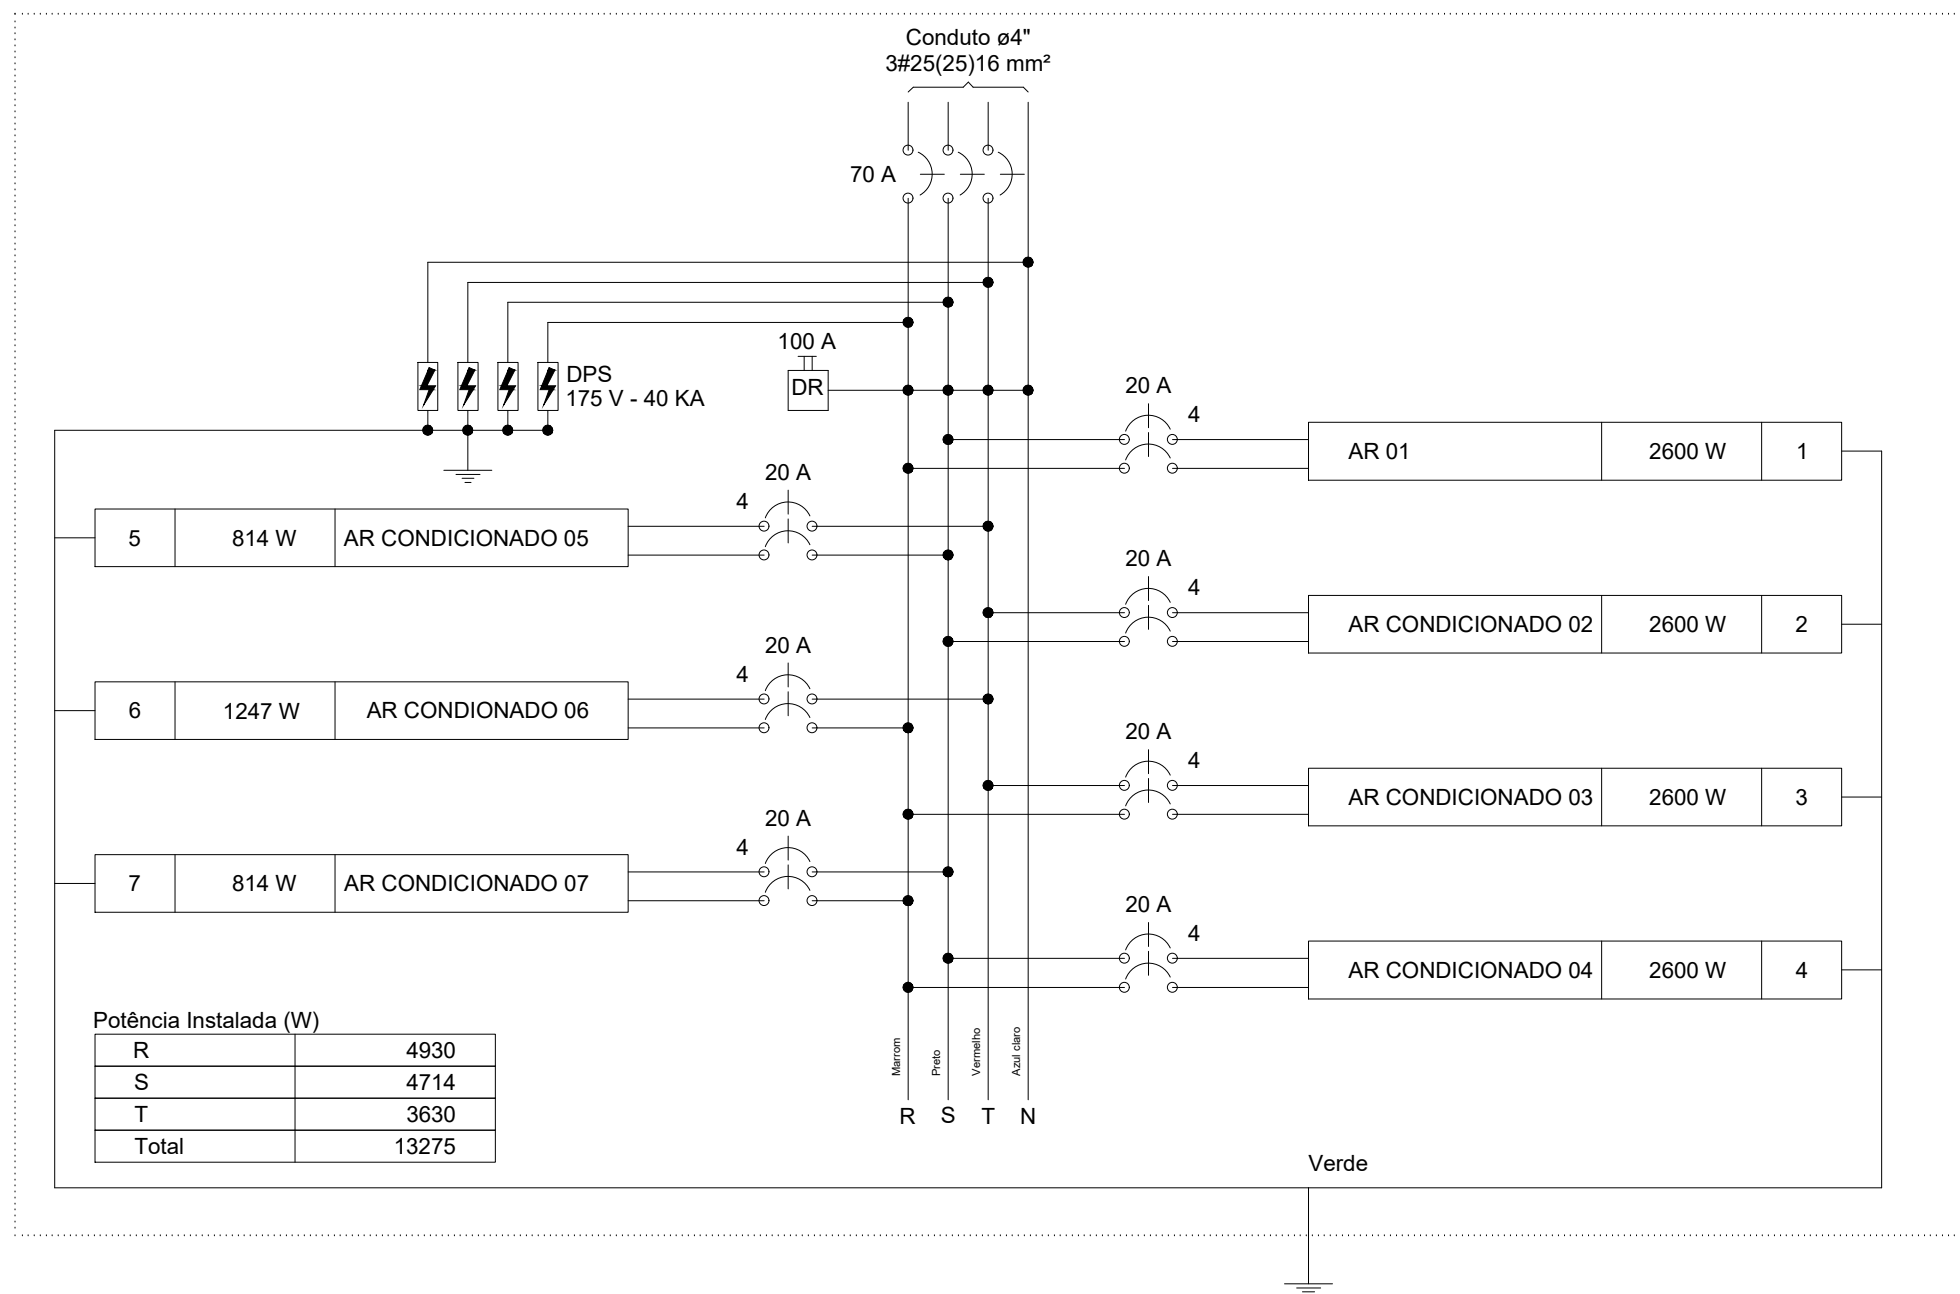 Conduto ø4"
3#25(25)16 mm²
70 A
100 A
DR
DPS
175 V - 40 KA
20 A
4
AR 01 2600 W 1
20 A
4
5 814 W AR CONDICIONADO 05
20 A
4
AR CONDICIONADO 02 2600 W 2
20 A
4
6 1247 W AR CONDIONADO 06
20 A
4
AR CONDICIONADO 03 2600 W 3
20 A
4
7 814 W AR CONDICIONADO 07
20 A
4
AR CONDICIONADO 04 2600 W 4
Potência Instalada (W)
R 4930
S 4714
T 3630
Total 13275
Marrom
Preto
Vermelho
Azul claro
R S T N
Verde